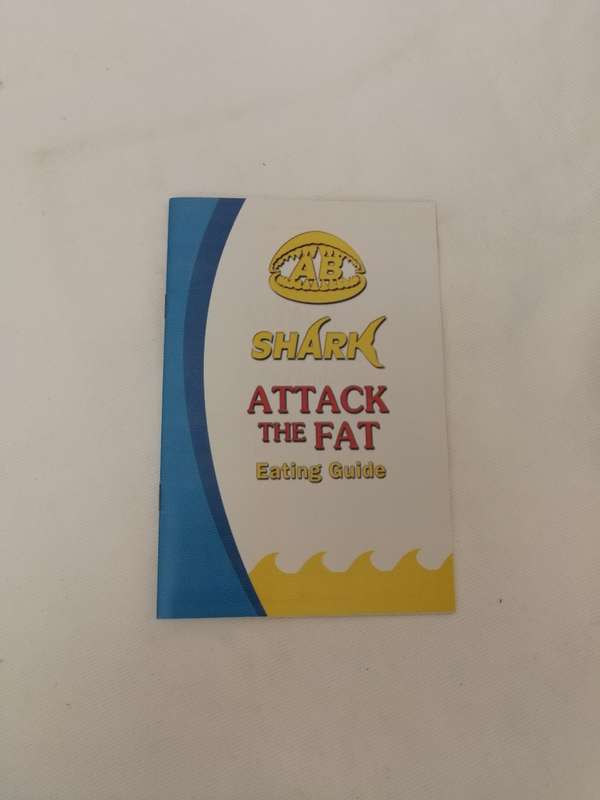 AB
SHARK
ATTACK
THE FAT
Eating Guide